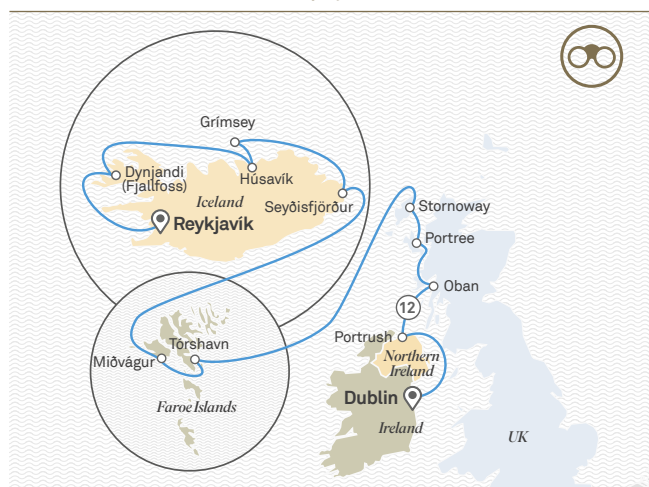 Grímsey
Dynjandi
(Fjallfoss)
Húsavík
Iceland
Seyðisfjörður
Reykjavík
Stornoway
Portree
Oban
12
Portrush
Tórshavn
Miðvágur
Northern
Ireland
Dublin
Faroe Islands
Ireland
UK